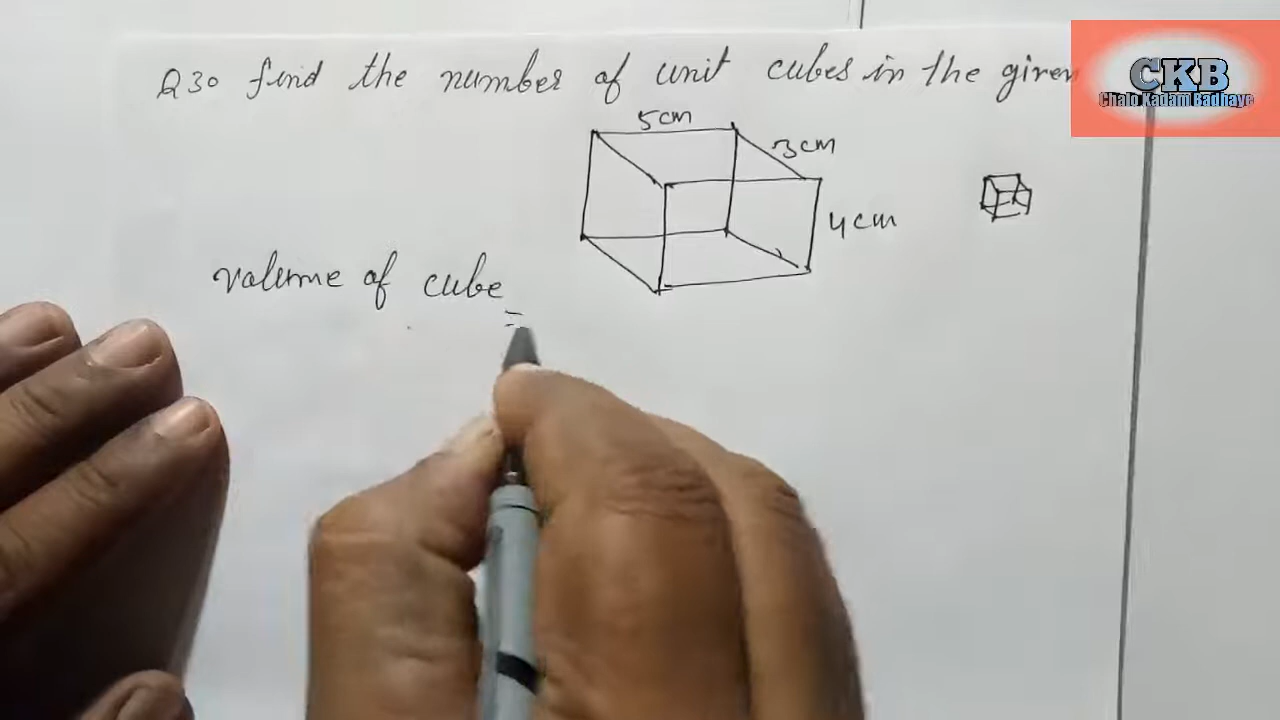 Q30 find the number of unit cubes in the given
CKB
Chalo Kadam Badhaye
5cm
3cm
4cm
volume of cube
=